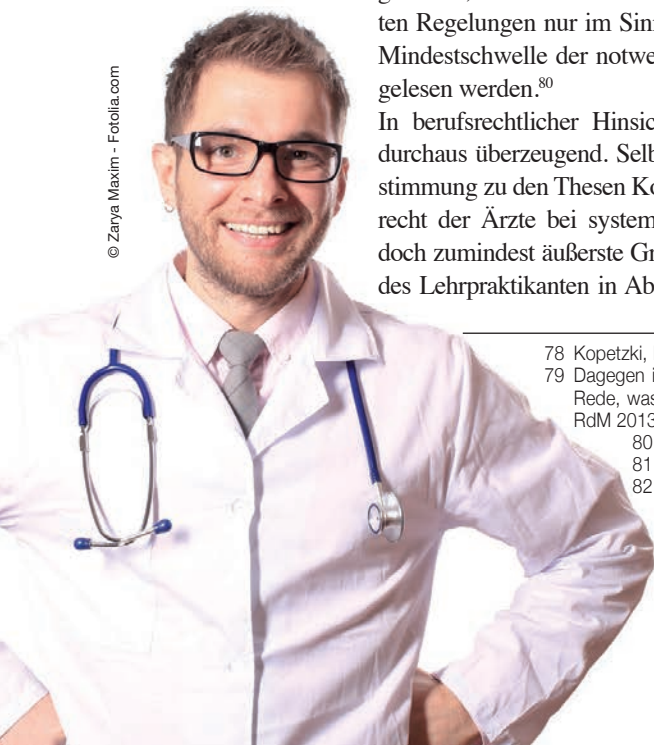 © Zarya Maxim - Fotolia.com
ten Regelungen nur im
Mindestschwelle der
gelesen werden.80
In berufsrechtlicher
durchaus überzeugend.
stimmung zu den Thesen
recht der Ärzte bei
doch zumindest äußerste
des Lehrpraktikanten in
78 Kopetzki,
79 Dagegen
Rede, was
RdM 2013
80
81
82